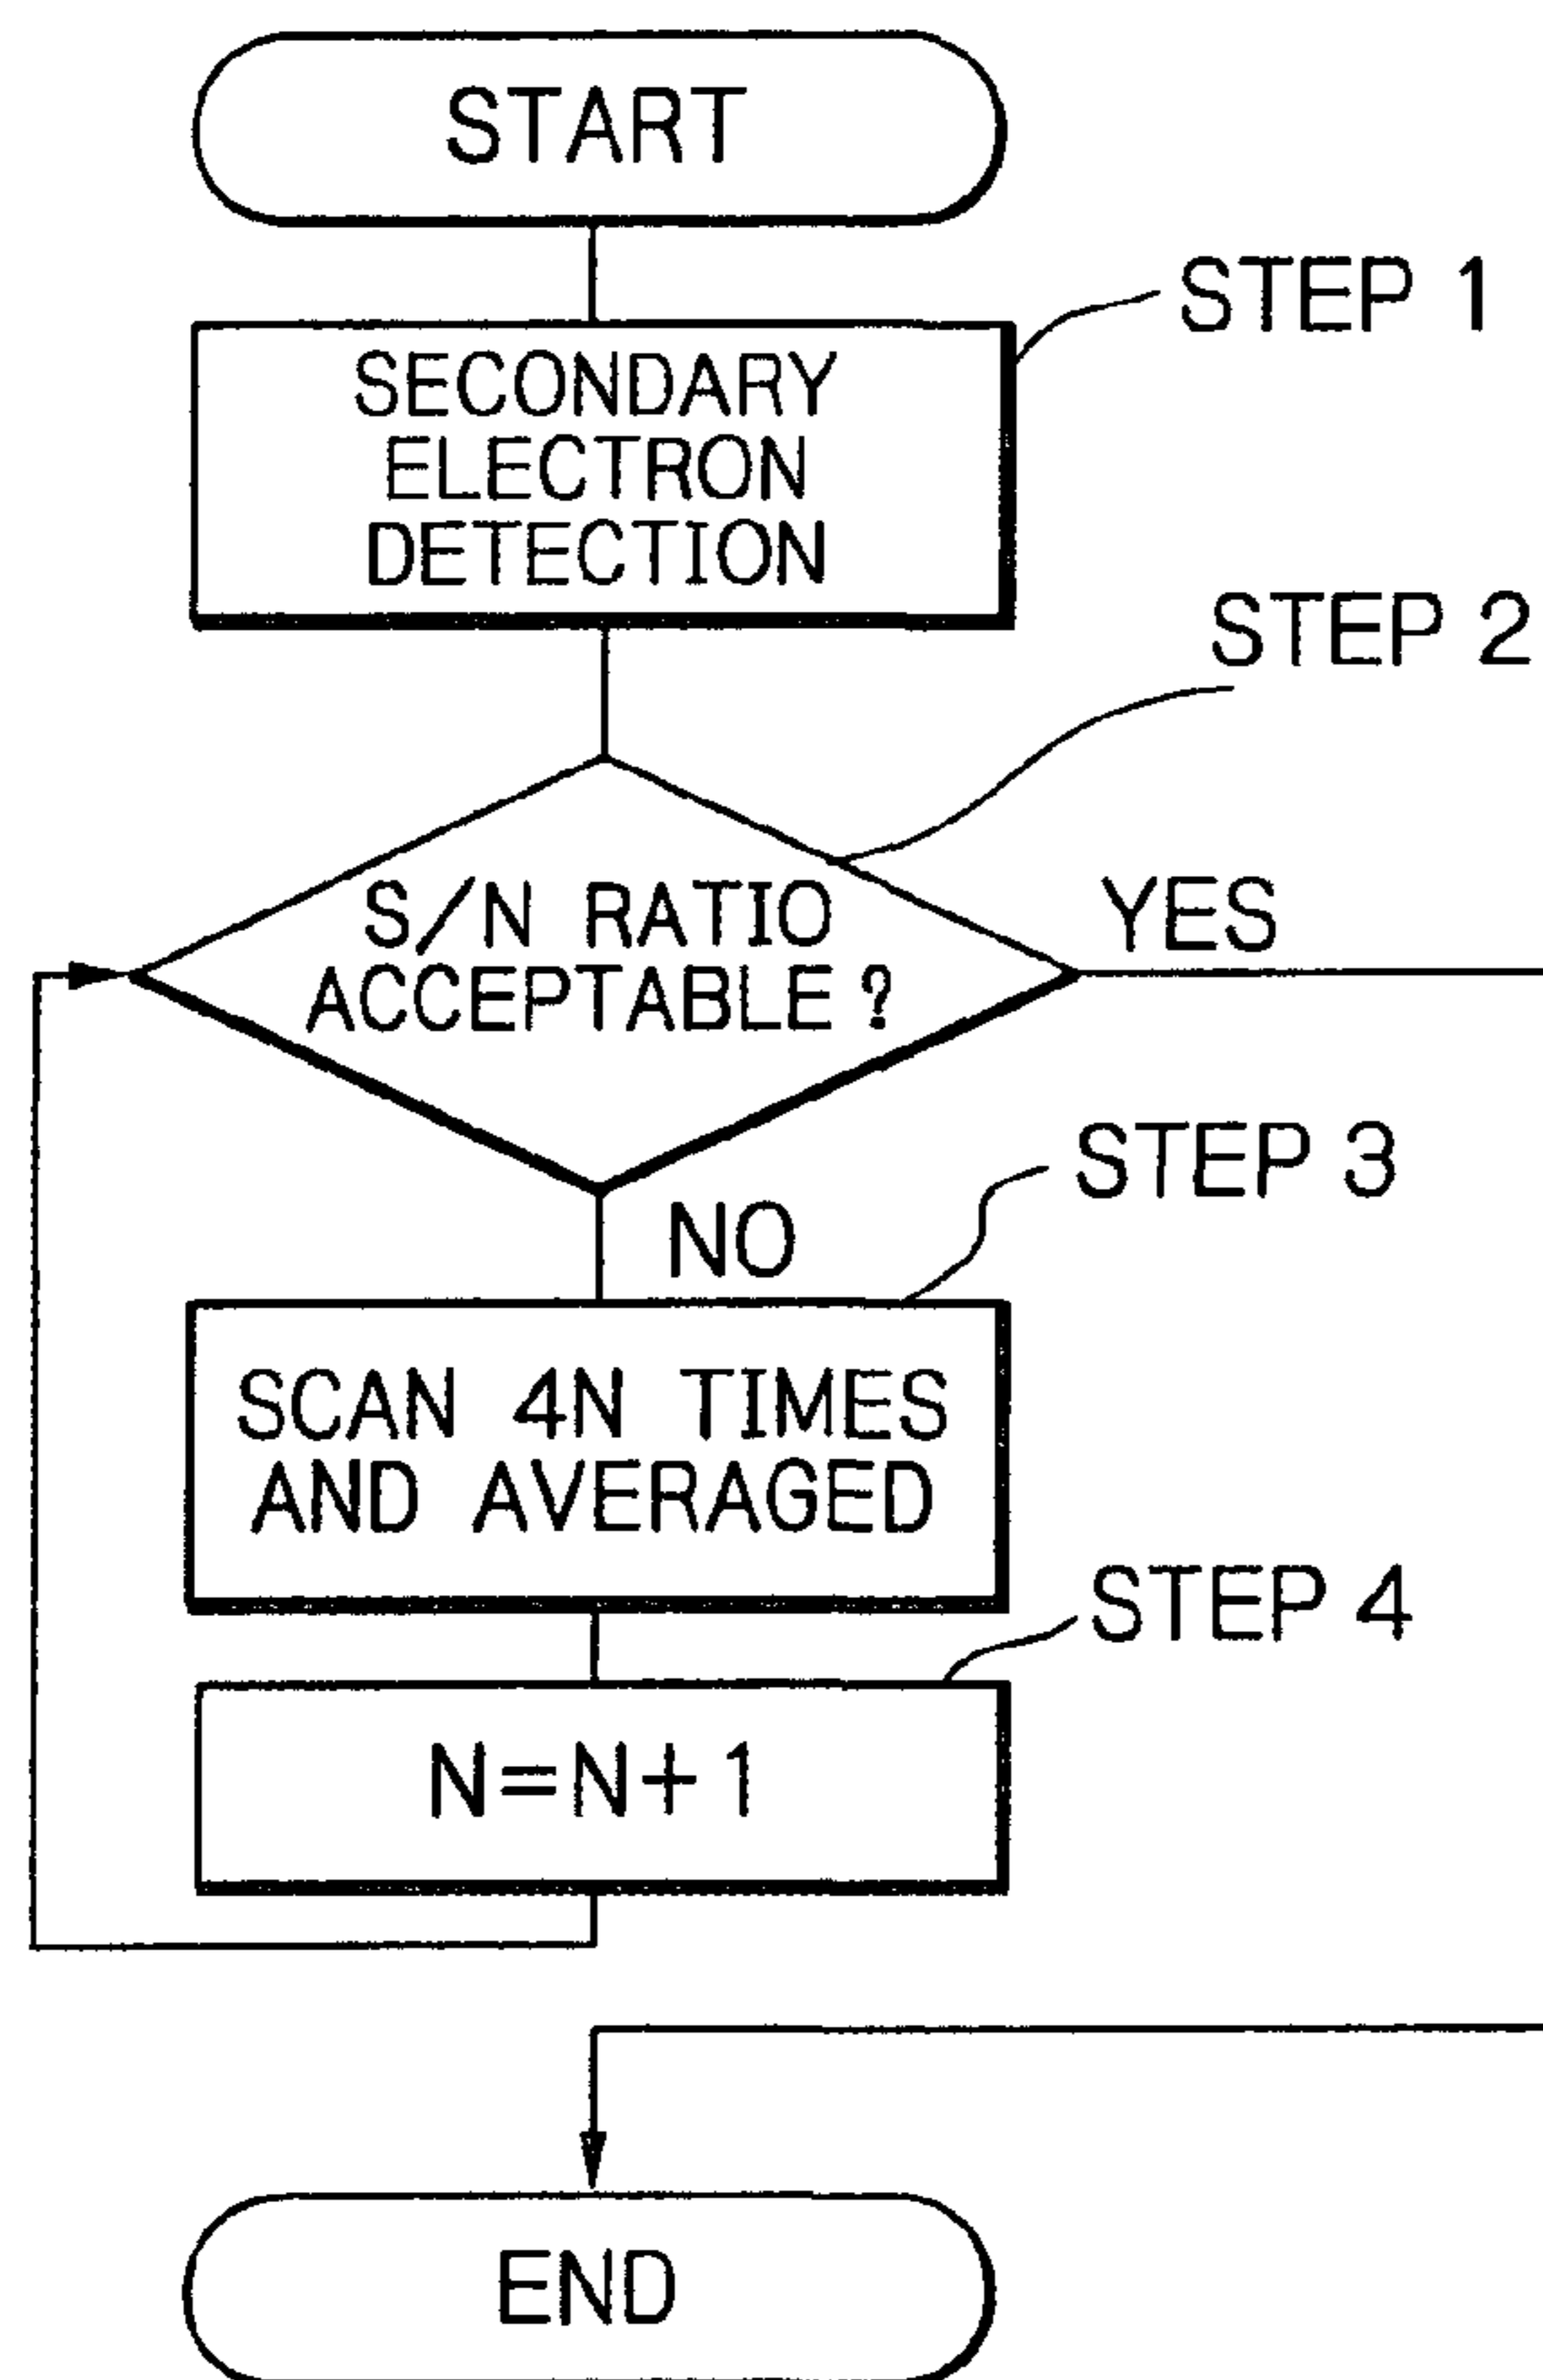 START
STEP 1
SECONDARY
ELECTRON
DETECTION
STEP 2
S/N RATIO
ACCEPTABLE?
YES
NO
STEP 3
SCAN 4N TIMES
AND AVERAGED
STEP 4
N=N+1
END